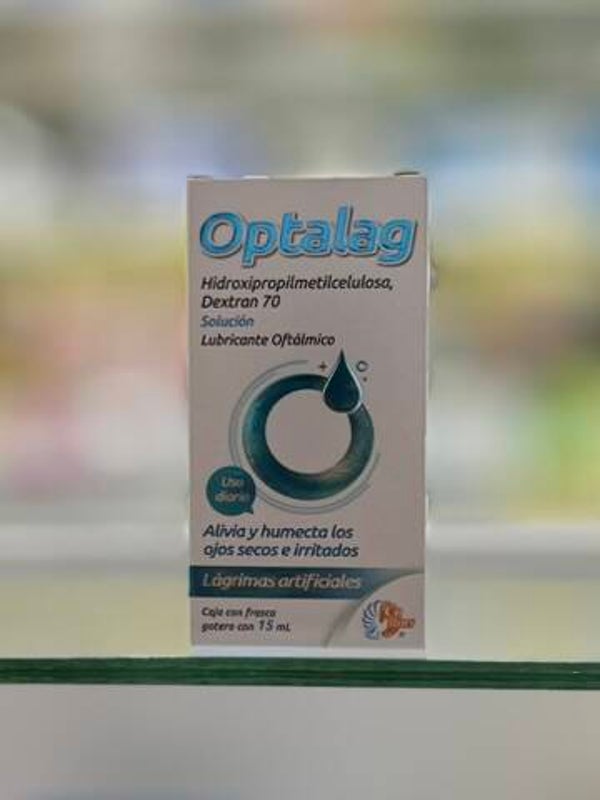 Optalag
Hidroxipropilmetilcelulosa,
Dextran 70
Solución
Lubricante Oftálmico
Uso
diario
Alivia y humecta los
ojos secos e irritados
Lágrimas artificiales
Caja con frasco
gotero con 15 mL